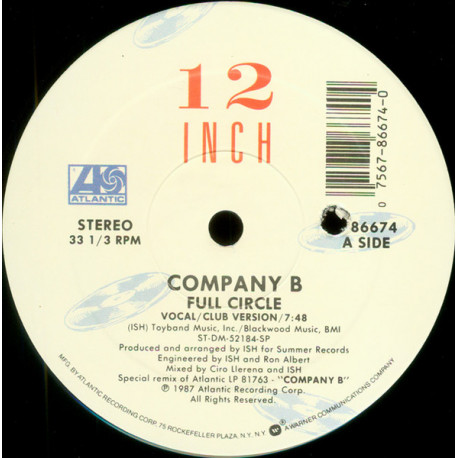 12
INCH
0 7567-86674-0
ATLANTIC
STEREO
33 1/3 RPM
86674
A SIDE
COMPANY B
FULL CIRCLE
VOCAL/CLUB VERSION/7:48
(ISH) Toyband Music, Inc./Blackwood Music, BMI
ST-DM-52184-SP
Produced and arranged by ISH for Summer Records
Engineered by ISH and Ron Albert
Mixed by Ciro Llerena and ISH
Special remix of Atlantic LP 81763 - "COMPANY B"
℗ 1987 Atlantic Recording Corp.
MFG. BY ATLANTIC RECORDING CORP., 75 ROCKEFELLER PLAZA, N.Y., N.Y. A WARNER COMMUNICATIONS COMPANY